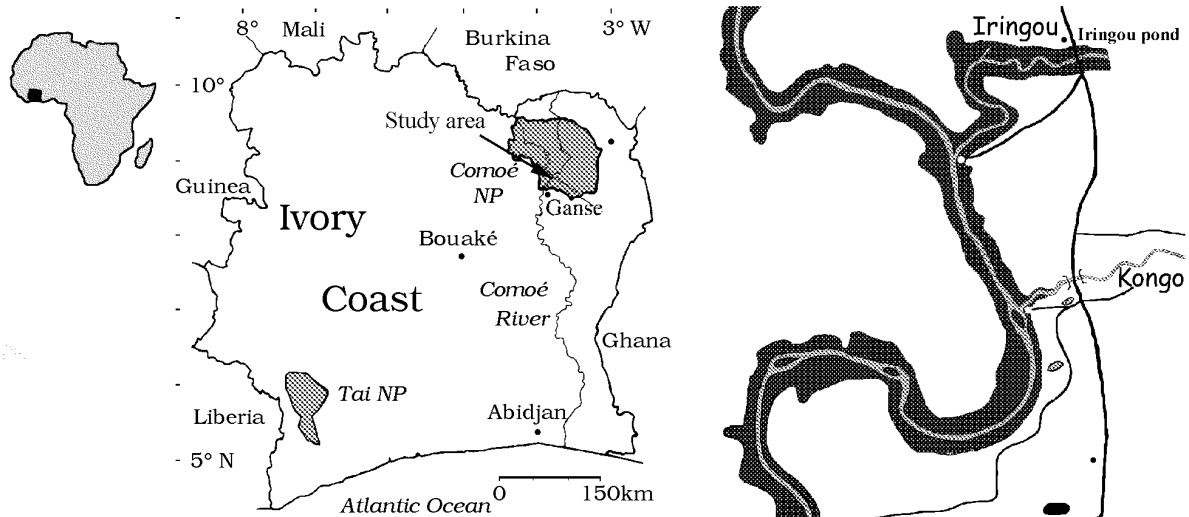 8°
Mali
Burkina
Faso
3° W
10°
Study area
Comoé
NP
Guinea
Ganse
Ivory
Bouaké
Coast
Comoé
River
Ghana
Tai NP
Liberia
Abidjan
5° N
0 150km
Atlantic Ocean
Iringou
Iringou pond
Kongo